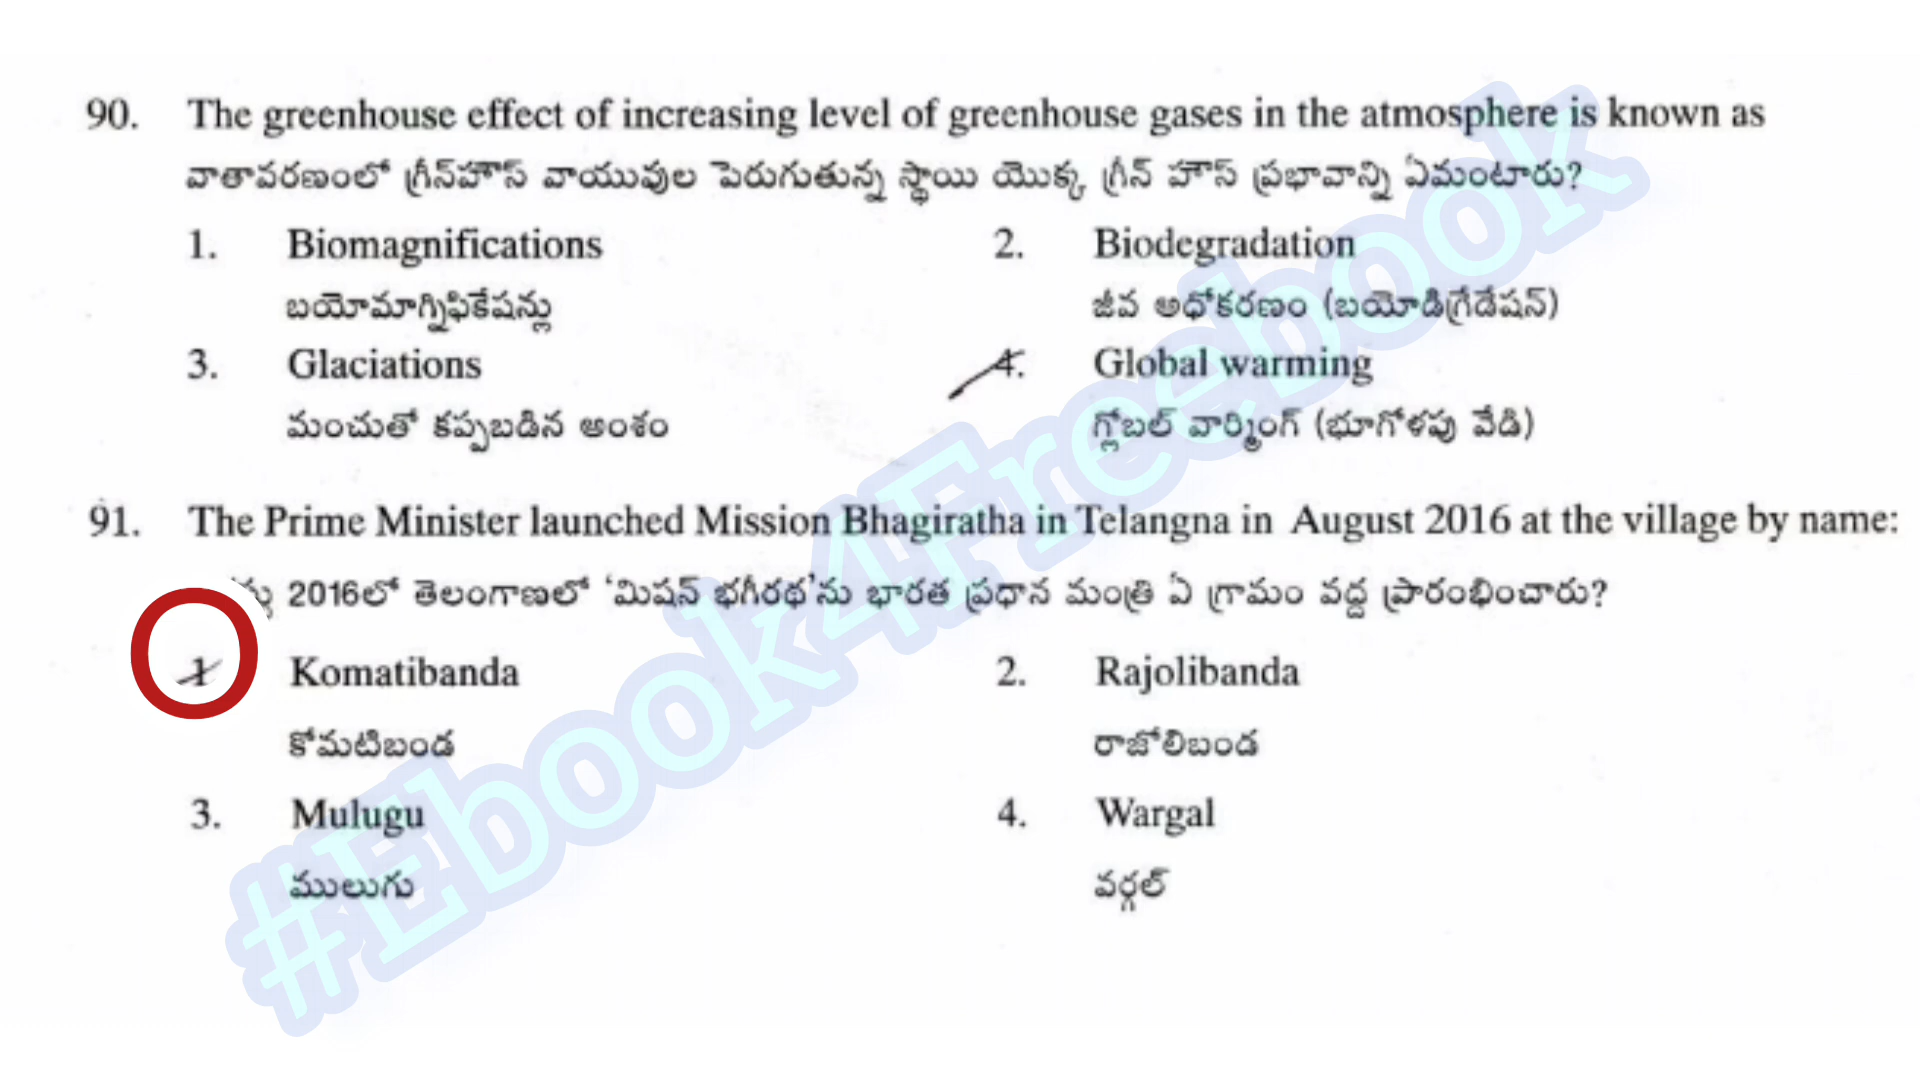 90. The greenhouse effect of increasing level of greenhouse gases in the atmosphere is known as
వాతావరణంలో గ్రీన్‌హౌస్ వాయువుల పెరుగుతున్న స్థాయి యొక్క గ్రీన్ హౌస్ ప్రభావాన్ని ఏమంటారు?
1. Biomagnifications 2. Biodegradation
బయోమాగ్నిఫికేషన్లు జీవ అధోకరణం (బయోడిగ్రేడేషన్)
3. Glaciations 4. Global warming
మంచుతో కప్పబడిన అంశం గ్లోబల్ వార్మింగ్ (భూగోళపు వేడి)
91. The Prime Minister launched Mission Bhagiratha in Telangna in August 2016 at the village by name:
2016లో తెలంగాణలో ‘మిషన్ భగీరథ’ను భారత ప్రధాన మంత్రి ఏ గ్రామం వద్ద ప్రారంభించారు?
1 Komatibanda 2. Rajolibanda
కోమటిబండ రాజోలిబండ
3. Mulugu 4. Wargal
ములుగు వర్గల్
#Ebook4Freebook